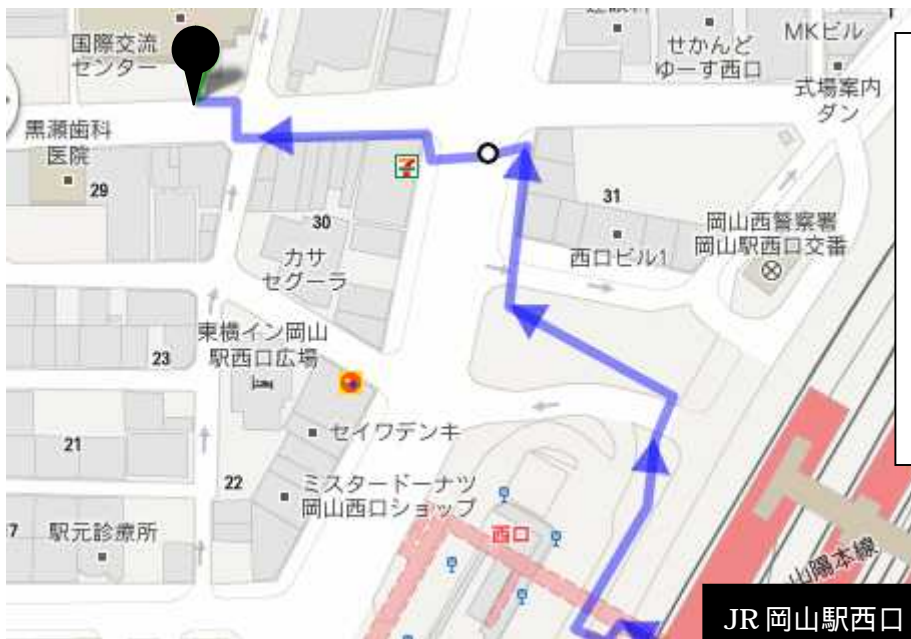 国際交流
センター
せかんど
ゆーす西口
MKビル
式場案内
ダン
黒瀬歯科
医院
29
7
30
31
カサ
セグーラ
西口ビル1
岡山西警察署
岡山駅西口交番
東横イン岡山
駅西口広場
23
21
22
セイワデンキ
ミスタードーナツ
岡山西口ショップ
7
駅元診療所
西口
山陽本線
JR 岡山駅西口